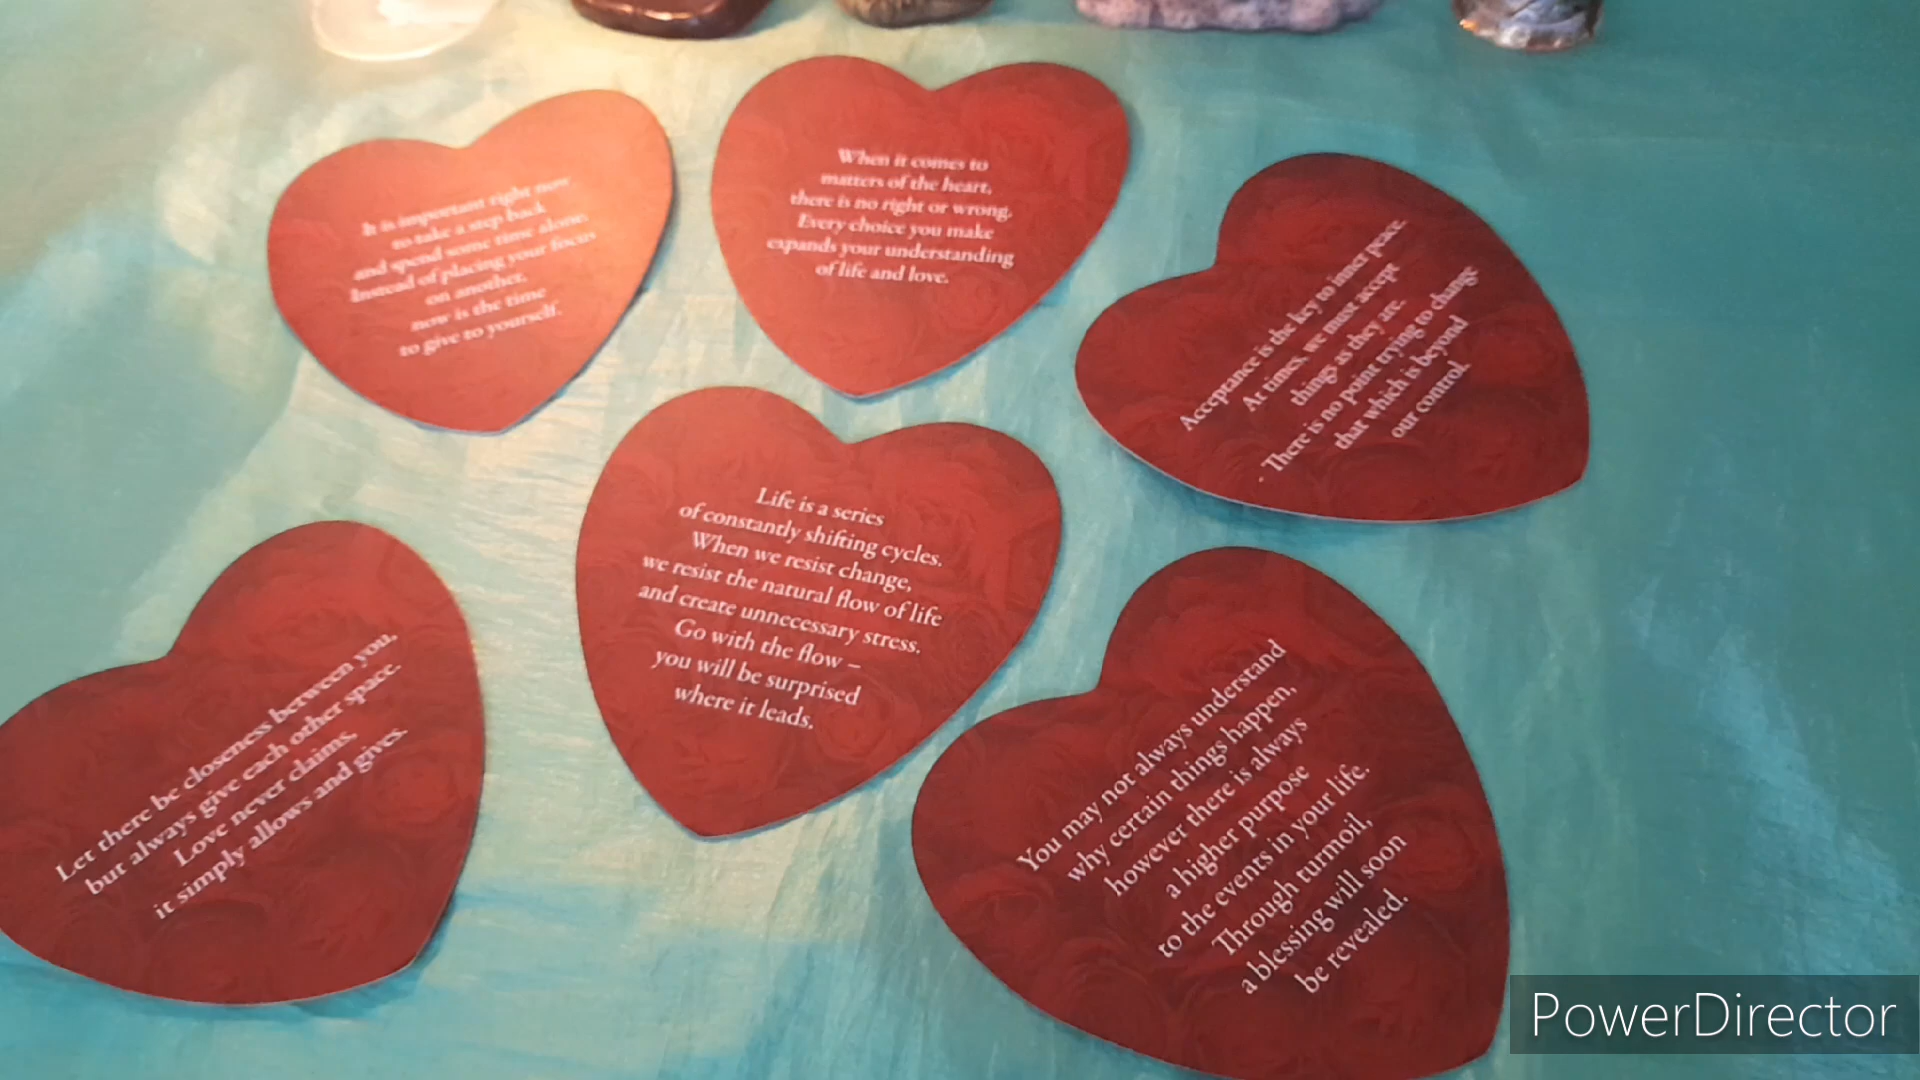 It is important right now
to take a step back
and spend some time alone.
Instead of placing your focus
on another,
now is the time
to give to yourself.
When it comes to
matters of the heart,
there is no right or wrong.
Every choice you make
expands your understanding
of life and love.
Acceptance is the key to inner peace.
At times, we must accept
things as they are.
There is no point trying to change
that which is beyond
our control.
Let there be closeness between you,
but always give each other space.
Love never claims,
it simply allows and gives.
Life is a series
of constantly shifting cycles.
When we resist change,
we resist the natural flow of life
and create unnecessary stress.
Go with the flow –
you will be surprised
where it leads.
You may not always understand
why certain things happen,
however there is always
a higher purpose
to the events in your life.
Through turmoil,
a blessing will soon
be revealed.
PowerDirector